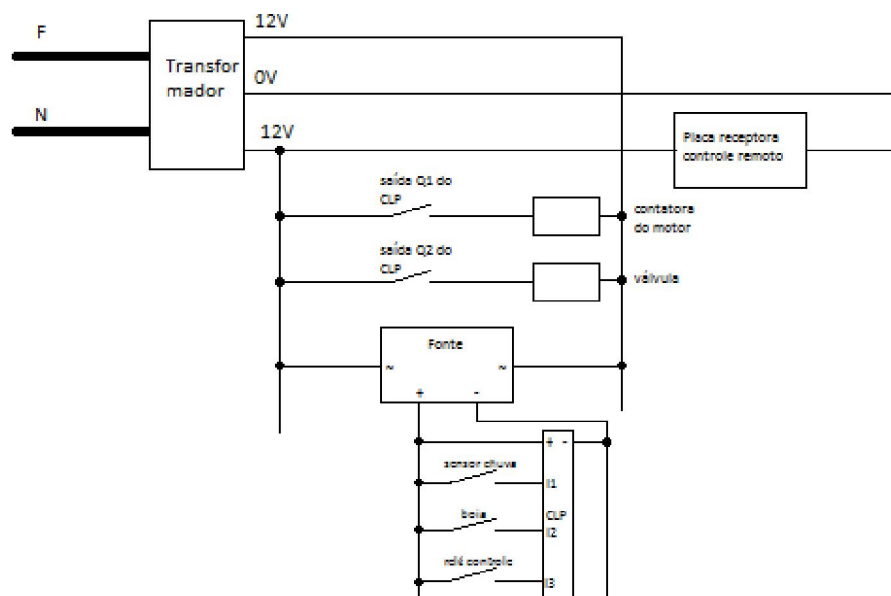 12V
F
Transfor
mador
0V
N
12V
Placa receptora
controle remoto
saída Q1 do
CLP
contatora
do motor
saída Q2 do
CLP
válvula
Fonte
~ ~
+ -
+ -
sensor chuva
I1
boia
CLP
I2
relé controle
I3